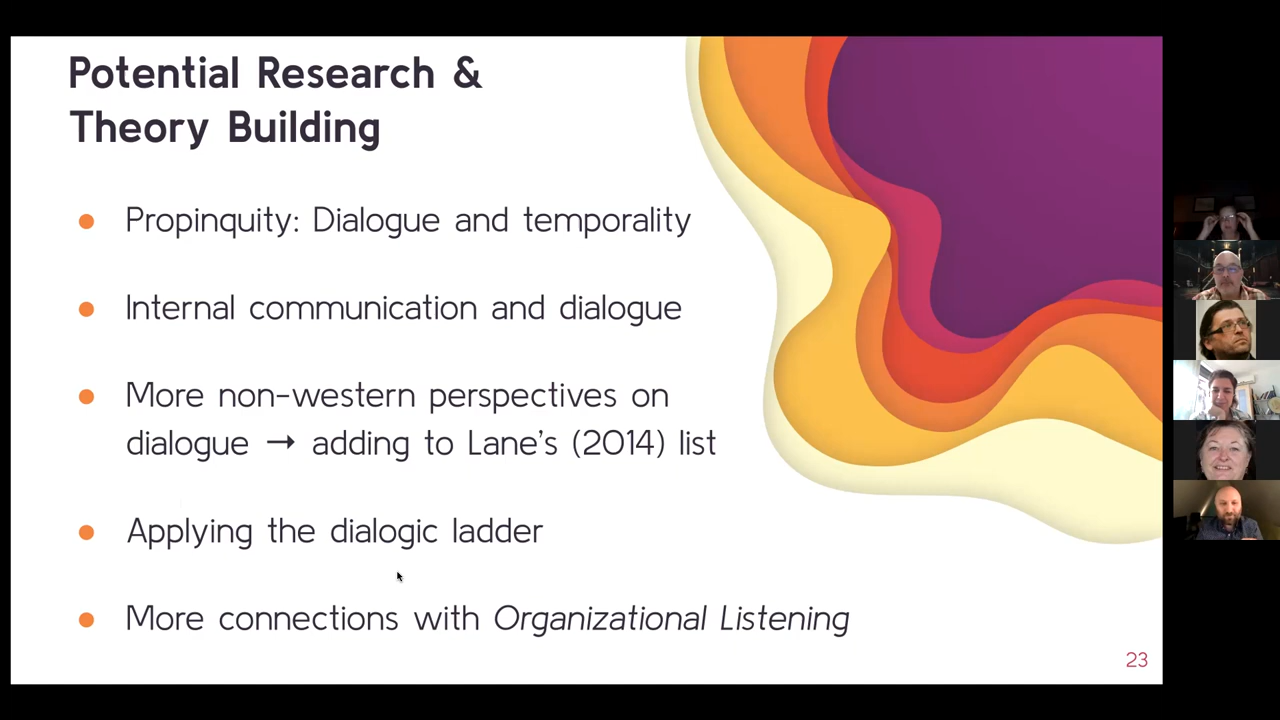 Potential Research &
Theory Building
● Propinquity: Dialogue and temporality
● Internal communication and dialogue
● More non-western perspectives on
dialogue → adding to Lane's (2014) list
● Applying the dialogic ladder
● More connections with Organizational Listening
23